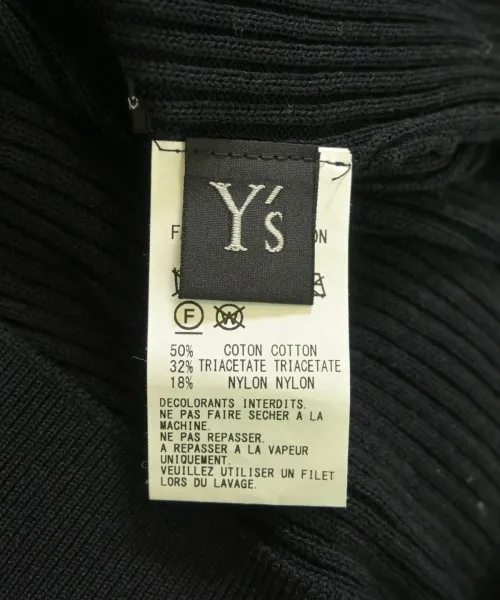 Y's
F
ON
F
W
50% COTON COTTON
32% TRIACETATE TRIACETATE
18% NYLON NYLON
DECOLORANTS INTERDITS.
NE PAS FAIRE SECHER A LA
MACHINE.
NE PAS REPASSER.
A REPASSER A LA VAPEUR
UNIQUEMENT.
VEUILLEZ UTILISER UN FILET
LORS DU LAVAGE.